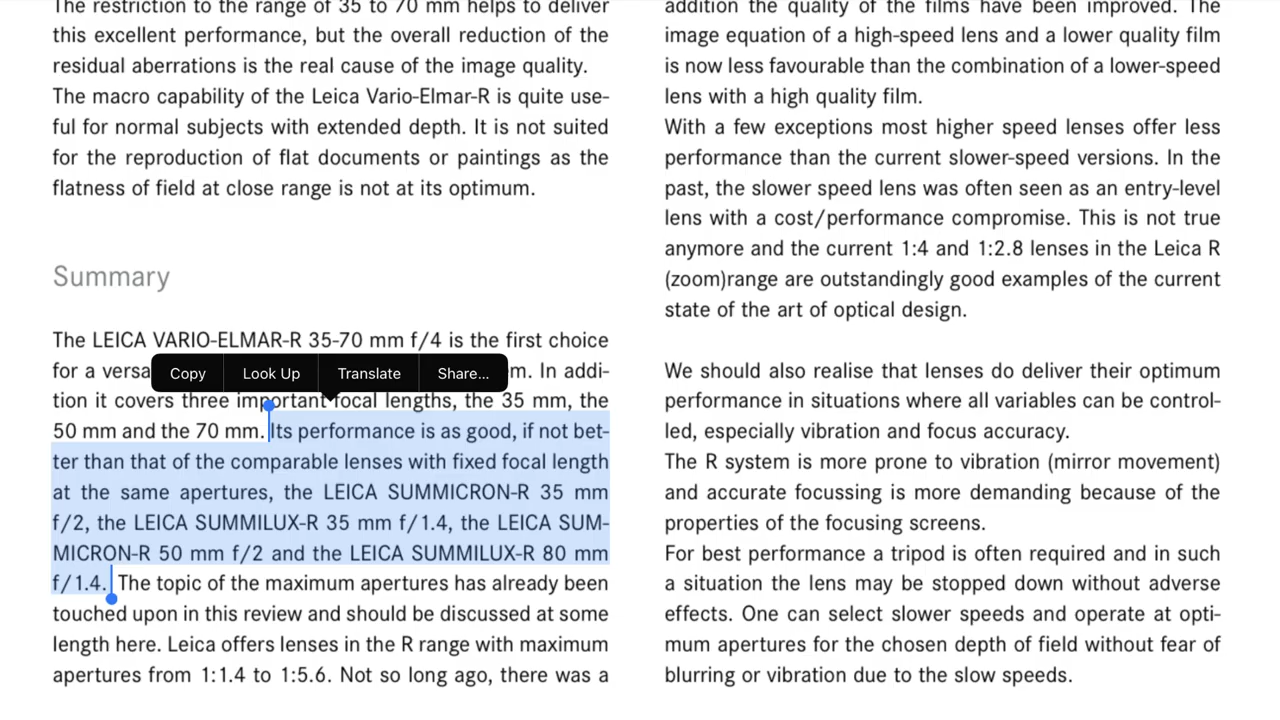 The restriction to the range of 35 to 70 mm helps to deliver
this excellent performance, but the overall reduction of the
residual aberrations is the real cause of the image quality.
The macro capability of the Leica Vario-Elmar-R is quite use-
ful for normal subjects with extended depth. It is not suited
for the reproduction of flat documents or paintings as the
flatness of field at close range is not at its optimum.
Summary
The LEICA VARIO-ELMAR-R 35-70 mm f/4 is the first choice
for a versa m. In addi-
Copy Look Up Translate Share...
tion it covers three important focal lengths, the 35 mm, the
50 mm and the 70 mm. Its performance is as good, if not bet-
ter than that of the comparable lenses with fixed focal length
at the same apertures, the LEICA SUMMICRON-R 35 mm
f/2, the LEICA SUMMILUX-R 35 mm f/1.4, the LEICA SUM-
MICRON-R 50 mm f/2 and the LEICA SUMMILUX-R 80 mm
f/1.4. The topic of the maximum apertures has already been
touched upon in this review and should be discussed at some
length here. Leica offers lenses in the R range with maximum
apertures from 1:1.4 to 1:5.6. Not so long ago, there was a
addition the quality of the films have been improved. The
image equation of a high-speed lens and a lower quality film
is now less favourable than the combination of a lower-speed
lens with a high quality film.
With a few exceptions most higher speed lenses offer less
performance than the current slower-speed versions. In the
past, the slower speed lens was often seen as an entry-level
lens with a cost/performance compromise. This is not true
anymore and the current 1:4 and 1:2.8 lenses in the Leica R
(zoom)range are outstandingly good examples of the current
state of the art of optical design.
We should also realise that lenses do deliver their optimum
performance in situations where all variables can be control-
led, especially vibration and focus accuracy.
The R system is more prone to vibration (mirror movement)
and accurate focussing is more demanding because of the
properties of the focusing screens.
For best performance a tripod is often required and in such
a situation the lens may be stopped down without adverse
effects. One can select slower speeds and operate at opti-
mum apertures for the chosen depth of field without fear of
blurring or vibration due to the slow speeds.